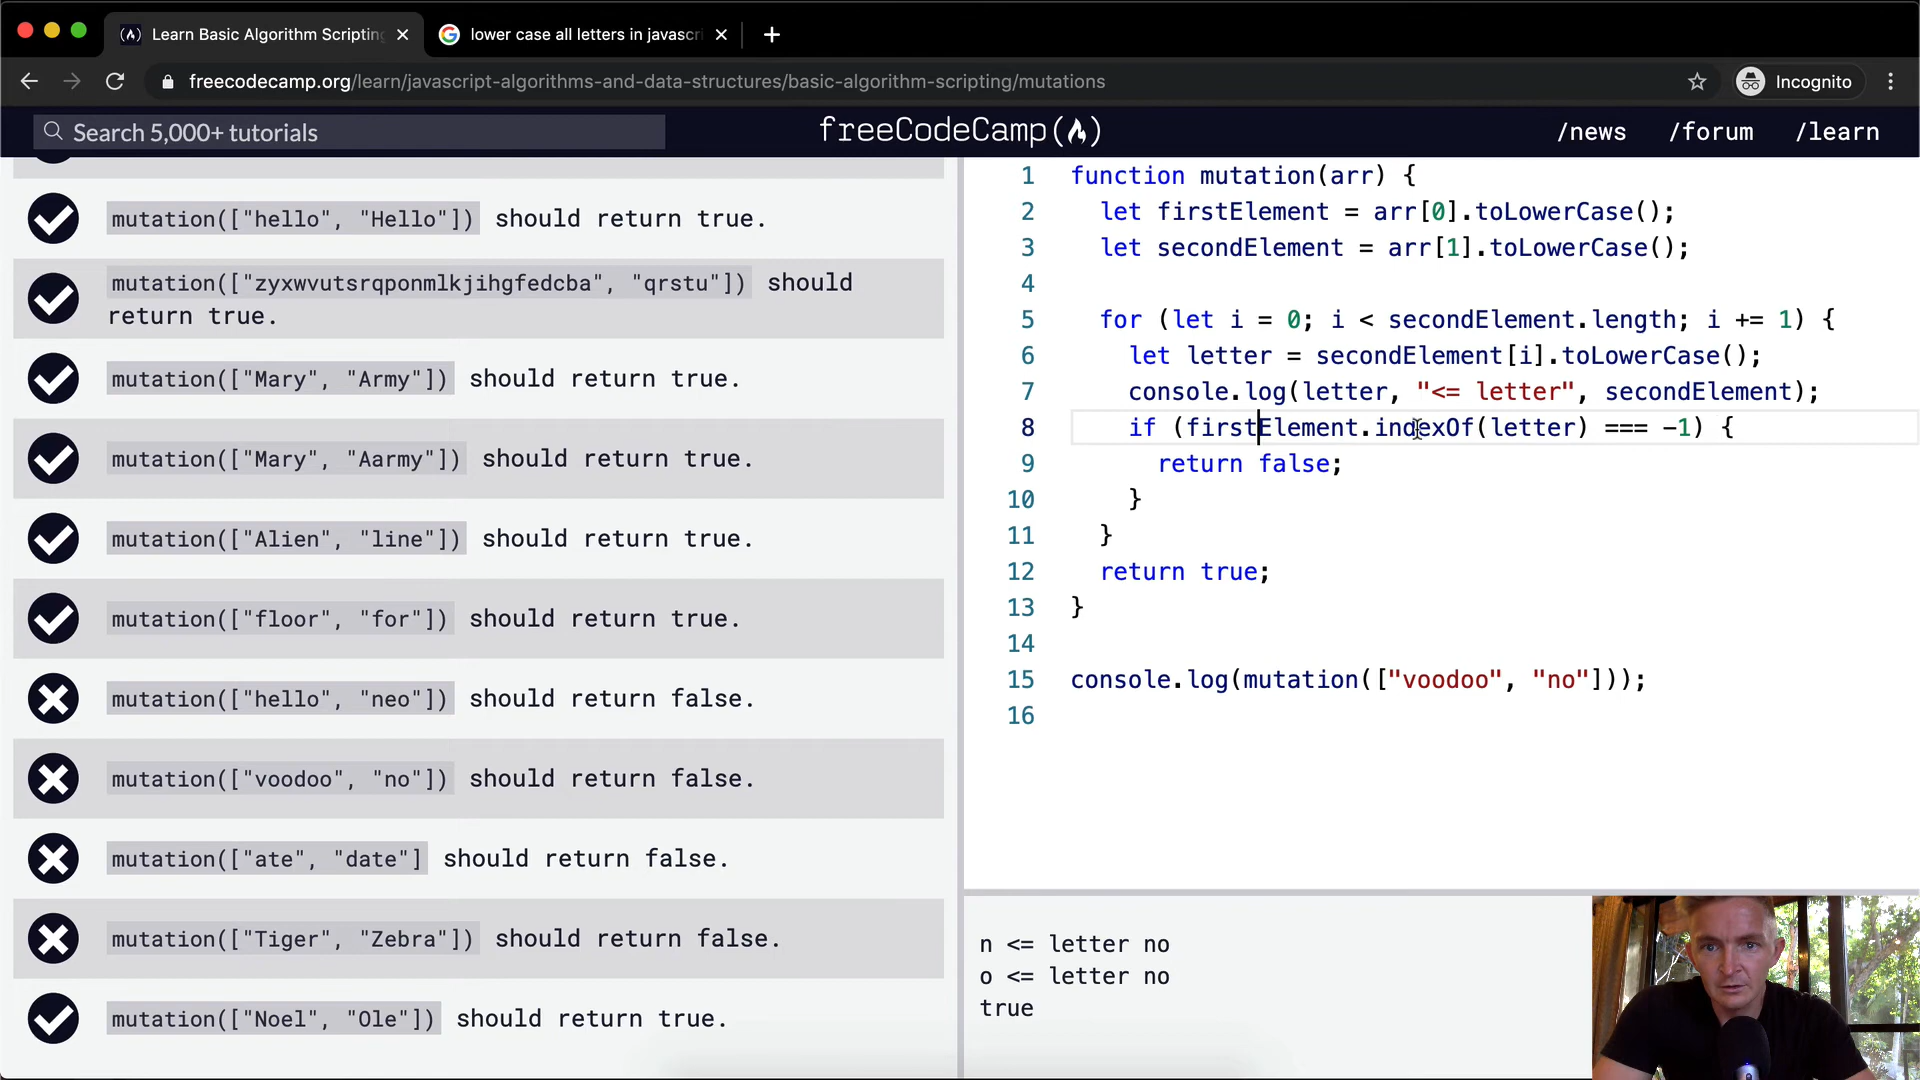 Learn Basic Algorithm Scripting
lower case all letters in javascri
freecodecamp.org/learn/javascript-algorithms-and-data-structures/basic-algorithm-scripting/mutations
Incognito
Search 5,000+ tutorials
freeCodeCamp
/news
/forum
/learn
mutation(["hello", "Hello"]) should return true.
mutation(["zyxwvutsrqponmlkjihgfedcba", "qrstu"]) should
return true.
mutation(["Mary", "Army"]) should return true.
mutation(["Mary", "Aarmy"]) should return true.
mutation(["Alien", "line"]) should return true.
mutation(["floor", "for"]) should return true.
mutation(["hello", "neo"]) should return false.
mutation(["voodoo", "no"]) should return false.
mutation(["ate", "date"] should return false.
mutation(["Tiger", "Zebra"]) should return false.
mutation(["Noel", "Ole"]) should return true.
1 function mutation(arr) {
2 let firstElement = arr[0].toLowerCase();
3 let secondElement = arr[1].toLowerCase();
4
5 for (let i = 0; i < secondElement.length; i += 1) {
6 let letter = secondElement[i].toLowerCase();
7 console.log(letter, "<= letter", secondElement);
8 if (firstElement.indexOf(letter) === -1) {
9 return false;
10 }
11 }
12 return true;
13 }
14
15 console.log(mutation(["voodoo", "no"]));
16
n <= letter no
o <= letter no
true